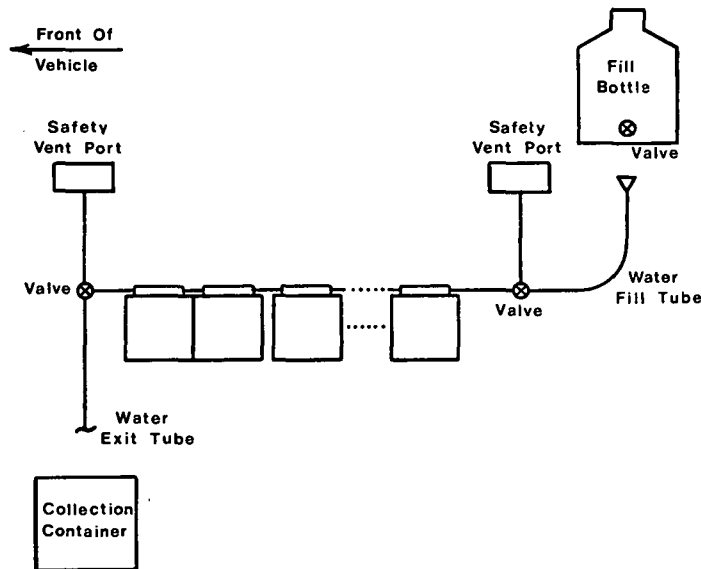 Front Of
Vehicle
Fill
Bottle
Valve
Safety
Vent Port
Safety
Vent Port
Valve
Valve
Water
Fill Tube
Water
Exit Tube
Collection
Container